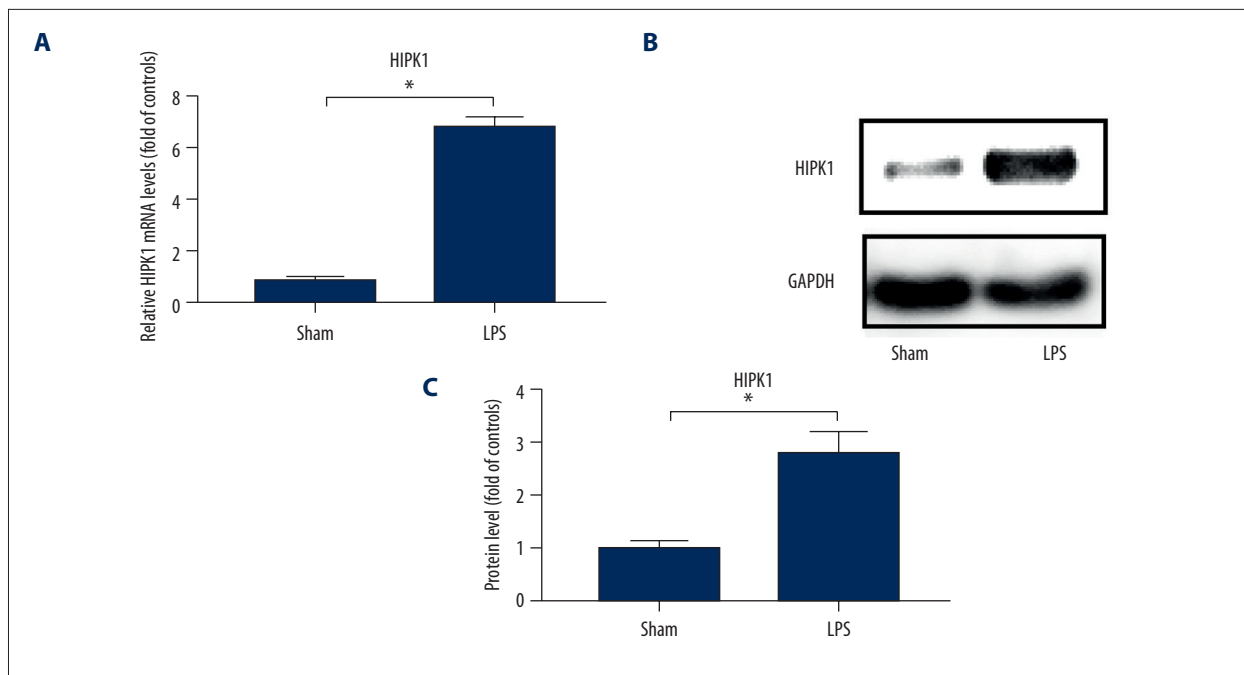 A
HIPK1
*
Relative HIPK1 mRNA levels (fold of controls)
8
6
4
2
0
Sham
LPS
B
HIPK1
GAPDH
Sham
LPS
C
HIPK1
*
Protein level (fold of controls)
4
3
2
1
0
Sham
LPS